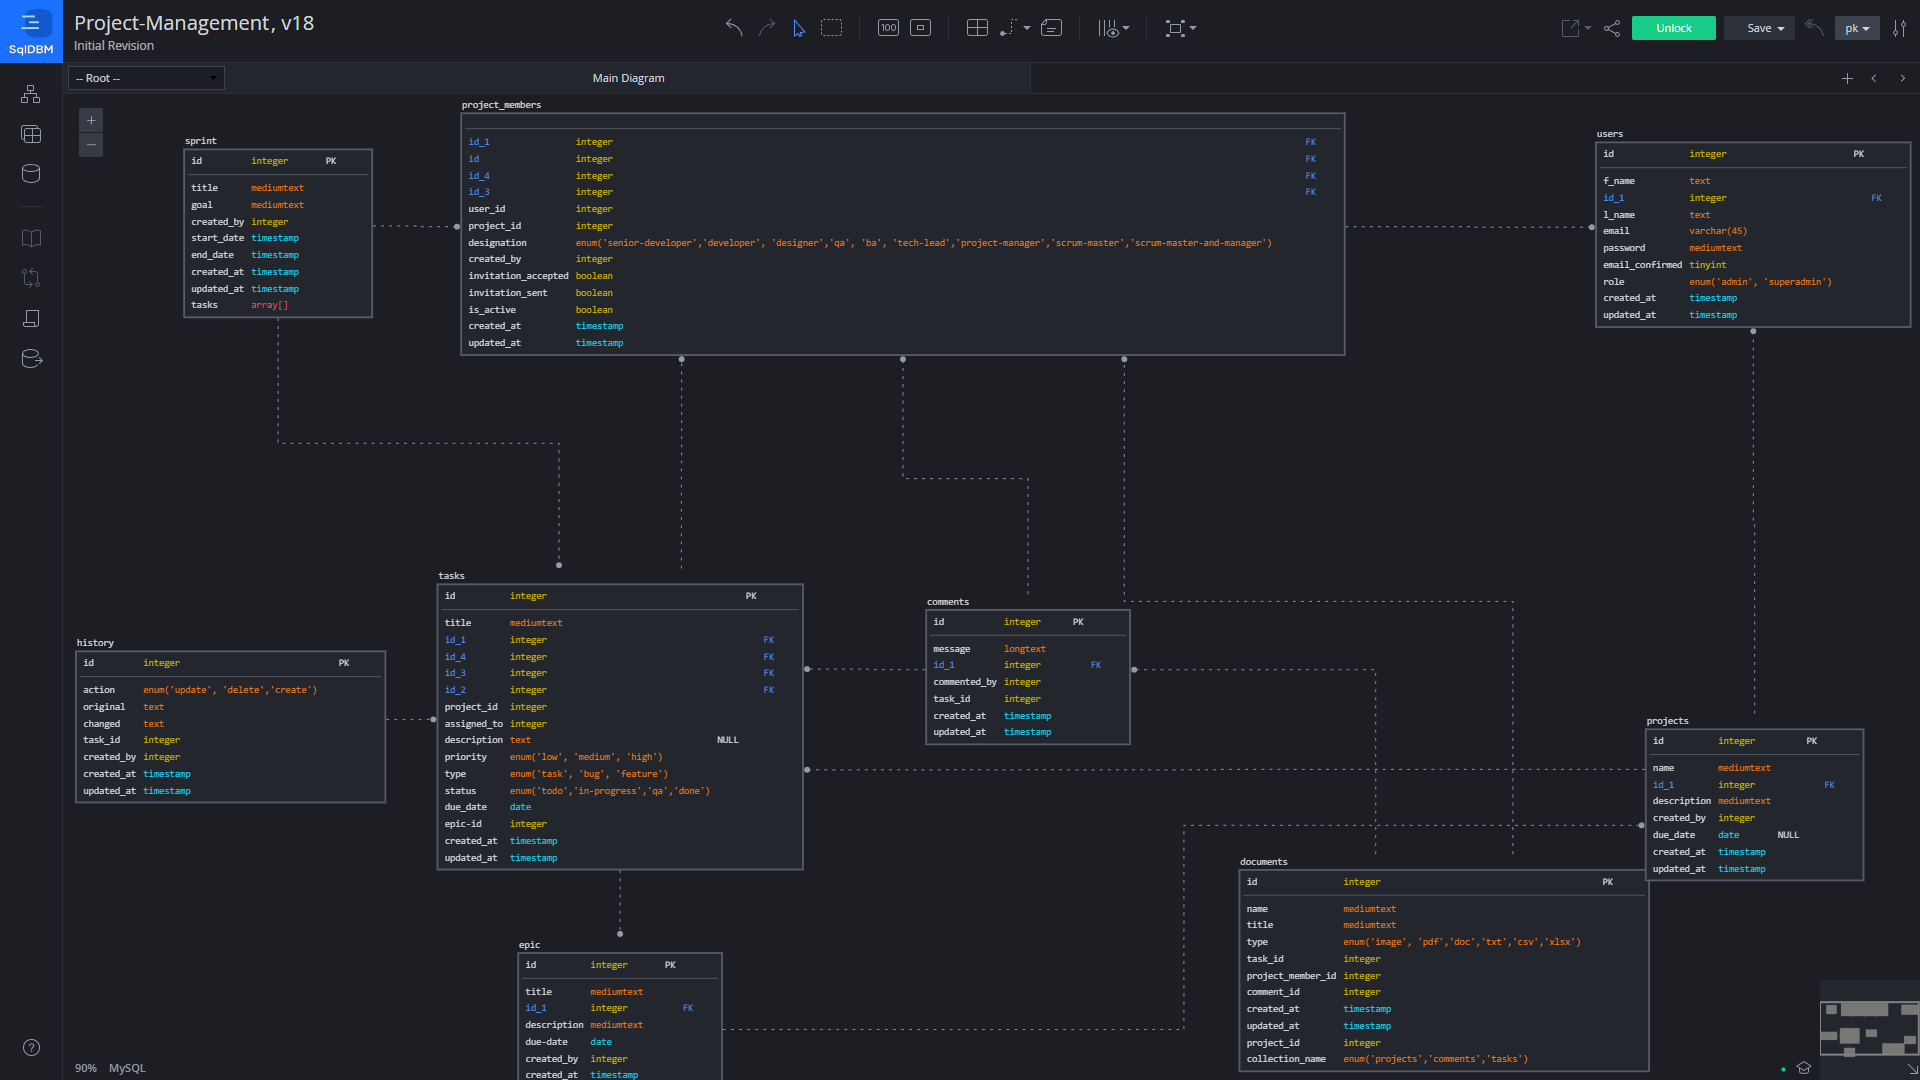 SqlDBM
Project-Management, v18
Initial Revision
100
Unlock
Save
pk
-- Root --
Main Diagram
+
−
sprint
id integer PK
title mediumtext
goal mediumtext
created_by integer
start_date timestamp
end_date timestamp
created_at timestamp
updated_at timestamp
tasks array[]
project_members
id_1 integer FK
id integer FK
id_4 integer FK
id_3 integer FK
user_id integer
project_id integer
designation enum('senior-developer','developer', 'designer','qa', 'ba', 'tech-lead','project-manager','scrum-master','scrum-master-and-manager')
created_by integer
invitation_accepted boolean
invitation_sent boolean
is_active boolean
created_at timestamp
updated_at timestamp
users
id integer PK
f_name text
id_1 integer FK
l_name text
email varchar(45)
password mediumtext
email_confirmed tinyint
role enum('admin', 'superadmin')
created_at timestamp
updated_at timestamp
history
id integer PK
action enum('update', 'delete','create')
original text
changed text
task_id integer
created_by integer
created_at timestamp
updated_at timestamp
tasks
id integer PK
title mediumtext
id_1 integer FK
id_4 integer FK
id_3 integer FK
id_2 integer FK
project_id integer
assigned_to integer
description text NULL
priority enum('low', 'medium', 'high')
type enum('task', 'bug', 'feature')
status enum('todo','in-progress','qa','done')
due_date date
epic-id integer
created_at timestamp
updated_at timestamp
comments
id integer PK
message longtext
id_1 integer FK
commented_by integer
task_id integer
created_at timestamp
updated_at timestamp
projects
id integer PK
name mediumtext
id_1 integer FK
description mediumtext
created_by integer
due_date date NULL
created_at timestamp
updated_at timestamp
documents
id integer PK
name mediumtext
title mediumtext
type enum('image', 'pdf','doc','txt','csv','xlsx')
task_id integer
project_member_id integer
comment_id integer
created_at timestamp
updated_at timestamp
project_id integer
collection_name enum('projects','comments','tasks')
epic
id integer PK
title mediumtext
id_1 integer FK
description mediumtext
due-date date
created_by integer
created_at timestamp
90% MySQL